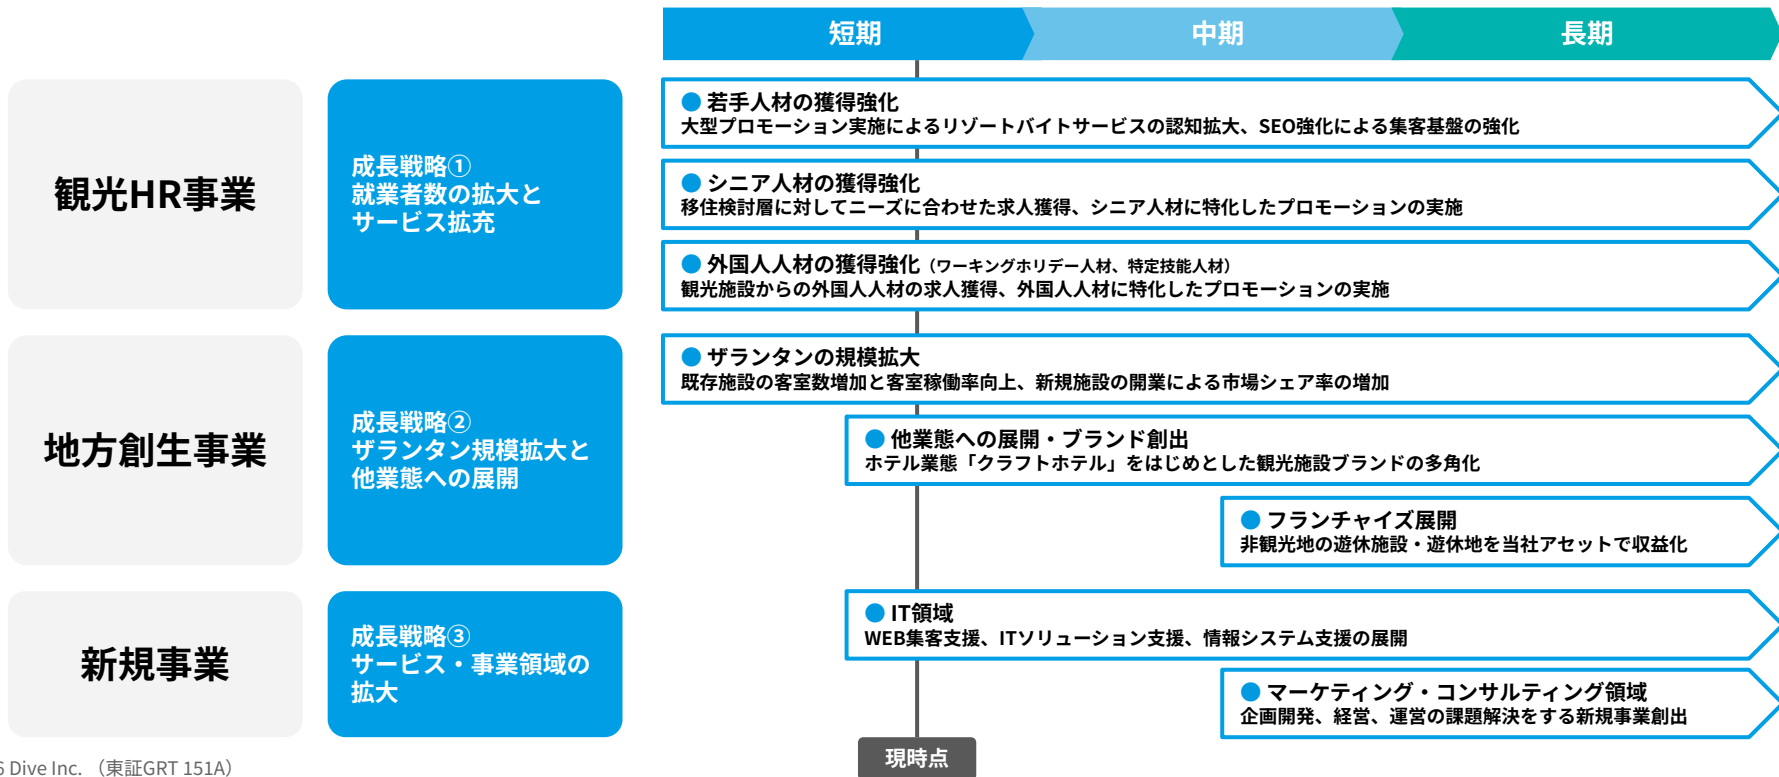 短期
中期
長期
観光HR事業
成長戦略①
就業者数の拡大と
サービス拡充
● 若手人材の獲得強化
大型プロモーション実施によるリゾートバイトサービスの認知拡大、SEO強化による集客基盤の強化
● シニア人材の獲得強化
移住検討層に対してニーズに合わせた求人獲得、シニア人材に特化したプロモーションの実施
● 外国人人材の獲得強化（ワーキングホリデー人材、特定技能人材）
観光施設からの外国人人材の求人獲得、外国人人材に特化したプロモーションの実施
地方創生事業
成長戦略②
ザランタン規模拡大と
他業態への展開
● ザランタンの規模拡大
既存施設の客室数増加と客室稼働率向上、新規施設の開業による市場シェア率の増加
● 他業態への展開・ブランド創出
ホテル業態「クラフトホテル」をはじめとした観光施設ブランドの多角化
● フランチャイズ展開
非観光地の遊休施設・遊休地を当社アセットで収益化
新規事業
成長戦略③
サービス・事業領域の
拡大
● IT領域
WEB集客支援、ITソリューション支援、情報システム支援の展開
● マーケティング・コンサルティング領域
企画開発、経営、運営の課題解決をする新規事業創出
現時点
6 Dive Inc. （東証GRT 151A）